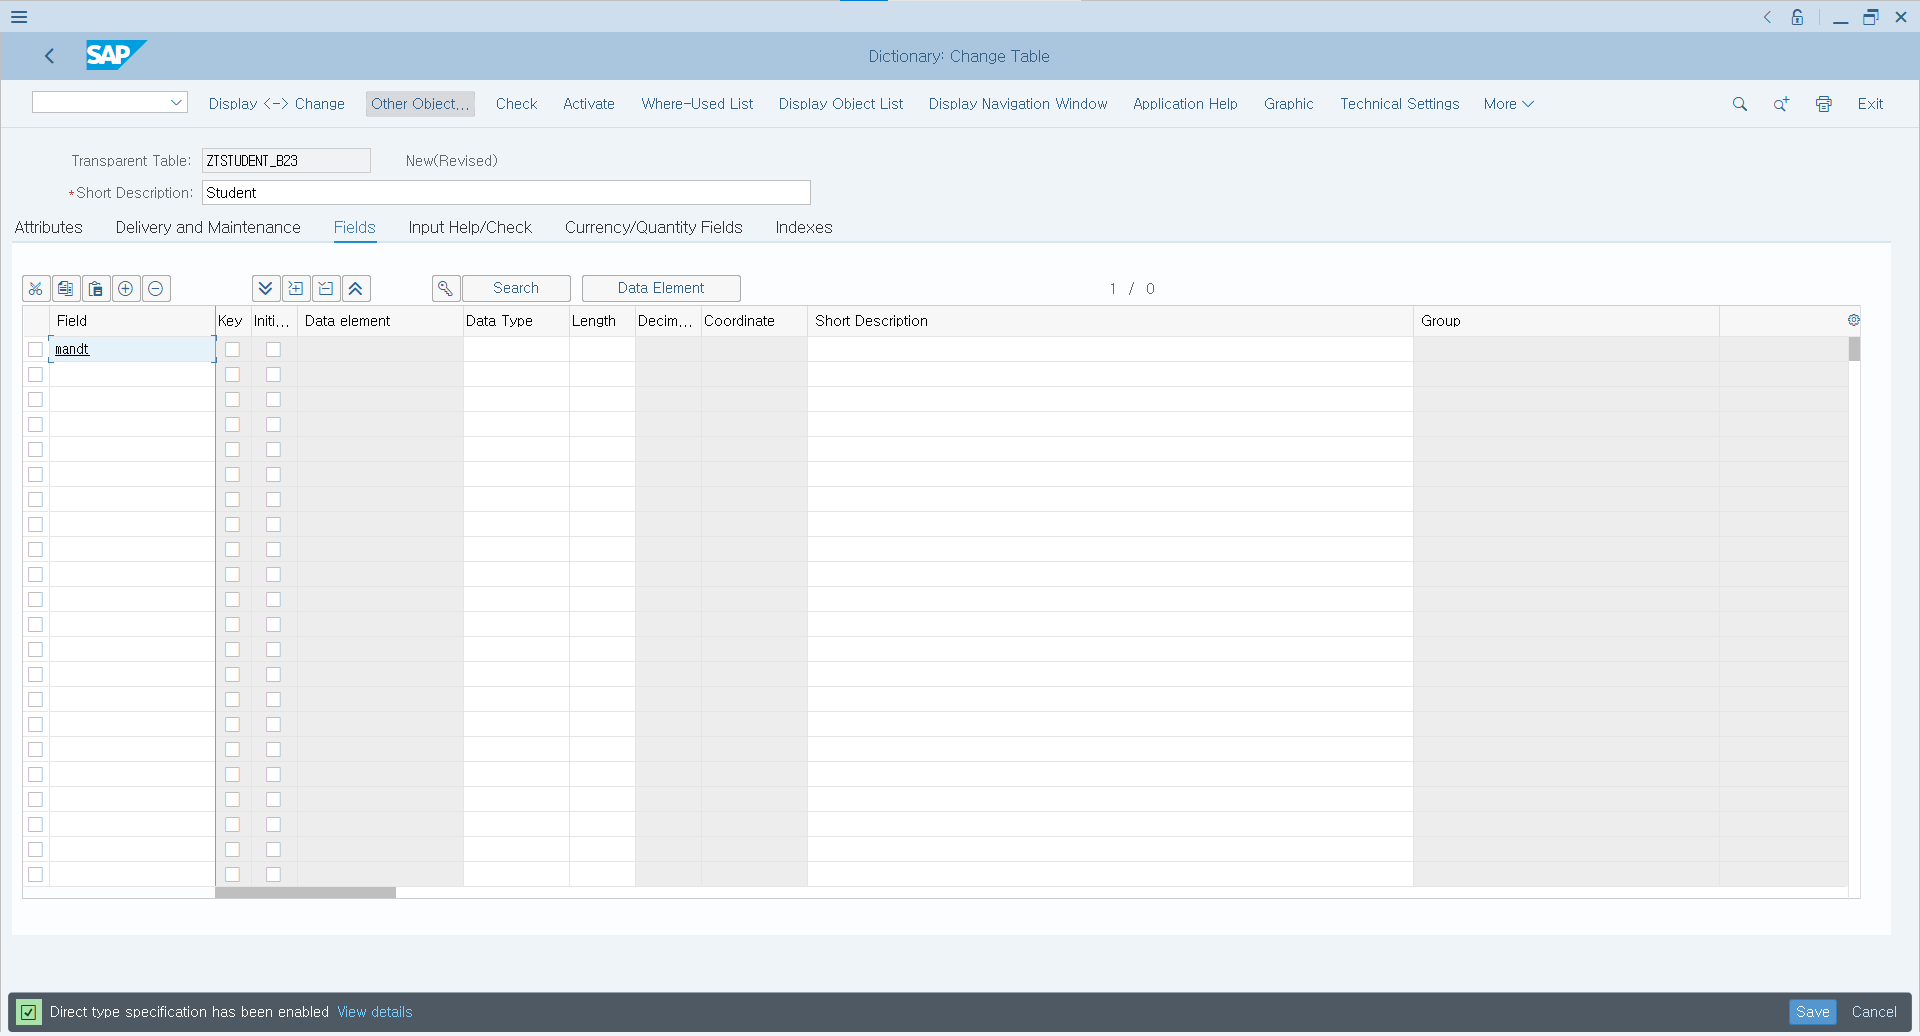 SAP
Dictionary: Change Table
Display <-> Change Other Object... Check Activate Where-Used List Display Object List Display Navigation Window Application Help Graphic Technical Settings More Exit
Transparent Table: ZTSTUDENT_B23 New(Revised)
*Short Description: Student
Attributes Delivery and Maintenance Fields Input Help/Check Currency/Quantity Fields Indexes
Search Data Element 1 / 0
Field Key Initi... Data element Data Type Length Decim... Coordinate Short Description Group
mandt
Direct type specification has been enabled View details Save Cancel